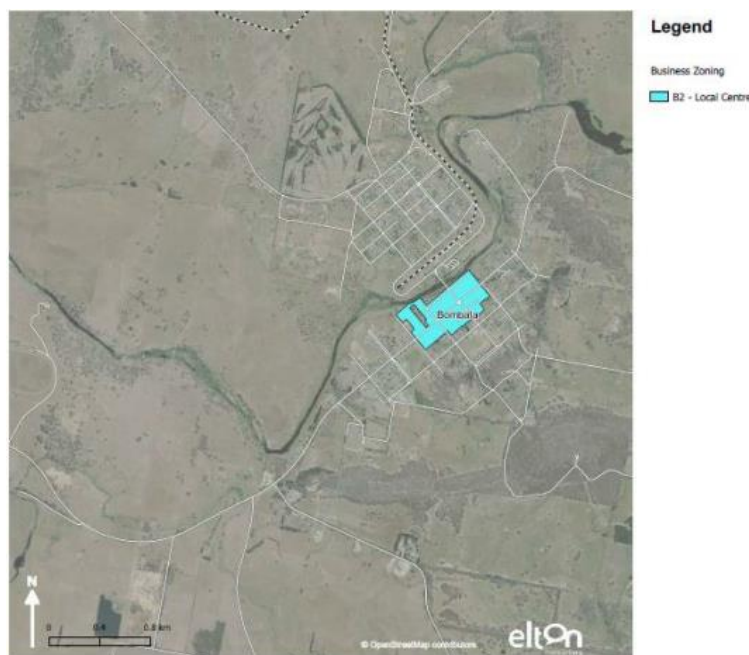 Legend
Business Zoning
B2 - Local Centre
Bombala
N
0 0.4 0.8 km
© OpenStreetMap contributors
elton